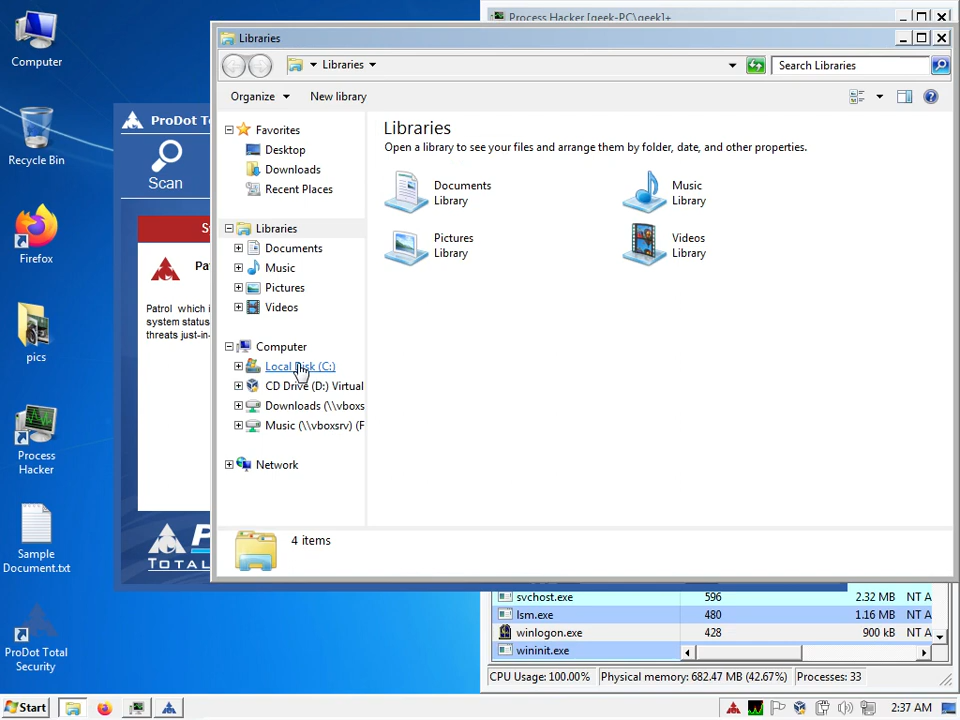 Computer
Recycle Bin
Firefox
pics
Process
Hacker
Sample
Document.txt
ProDot Total
Security
Process Hacker [geek-PC\geek]+
ProDot To
Scan
S
Pat
Patrol which i
system status
threats just-in
TOTAL
Libraries
Libraries
Search Libraries
Organize
New library
Favorites
Desktop
Downloads
Recent Places
Libraries
Documents
Music
Pictures
Videos
Computer
Local Disk (C:)
CD Drive (D:) Virtual
Downloads (\\vboxs
Music (\\vboxsrv) (F
Network
Libraries
Open a library to see your files and arrange them by folder, date, and other properties.
Documents
Library
Music
Library
Pictures
Library
Videos
Library
4 items
svchost.exe 596 2.32 MB NT A
lsm.exe 480 1.16 MB NT A
winlogon.exe 428 900 kB NT A
wininit.exe
CPU Usage: 100.00% Physical memory: 682.47 MB (42.67%) Processes: 33
Start
2:37 AM